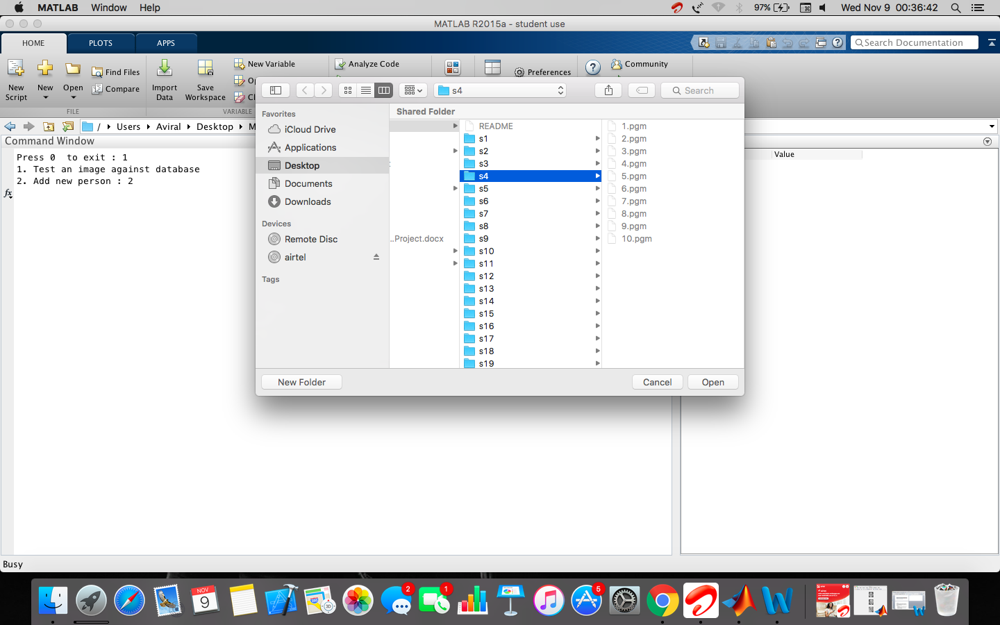 MATLAB Window Help 97% Wed Nov 9 00:36:42
MATLAB R2015a - student use
HOME PLOTS APPS Search Documentation
New Script
New
Open
Find Files
Compare
Import Data
Save Workspace
New Variable
Analyze Code
Preferences
Community
FILE VARIABLE
/ Users Aviral Desktop M
Command Window
Press 0  to exit : 1
1. Test an image against database
2. Add new person : 2
fx
Value
s4
Search
Favorites
iCloud Drive
Applications
Desktop
Documents
Downloads
Devices
Remote Disc
airtel
Tags
Shared Folder
..Project.docx
README
s1
s2
s3
s4
s5
s6
s7
s8
s9
s10
s11
s12
s13
s14
s15
s16
s17
s18
s19
1.pgm
2.pgm
3.pgm
4.pgm
5.pgm
6.pgm
7.pgm
8.pgm
9.pgm
10.pgm
New Folder Cancel Open
Busy
NOV
9
2
1
5